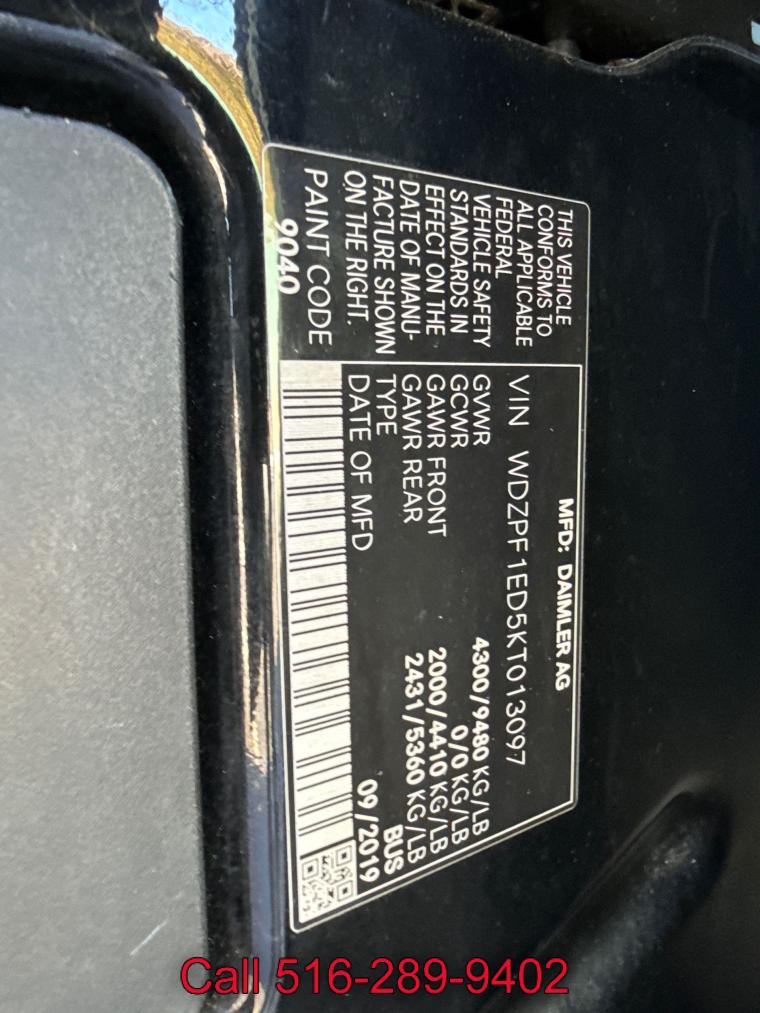 MFD: DAIMLER AG
THIS VEHICLE
CONFORMS TO
ALL APPLICABLE
FEDERAL
VEHICLE SAFETY
STANDARDS IN
EFFECT ON THE
DATE OF MANU-
FACTURE SHOWN
ON THE RIGHT.
PAINT CODE
9040
VIN WDZPF1ED5KT013097
GVWR 4300/9480 KG/LB
GCWR 0/0 KG/LB
GAWR FRONT 2000/4410 KG/LB
GAWR REAR 2431/5360 KG/LB
TYPE BUS
DATE OF MFD 09/2019
Call 516-289-9402